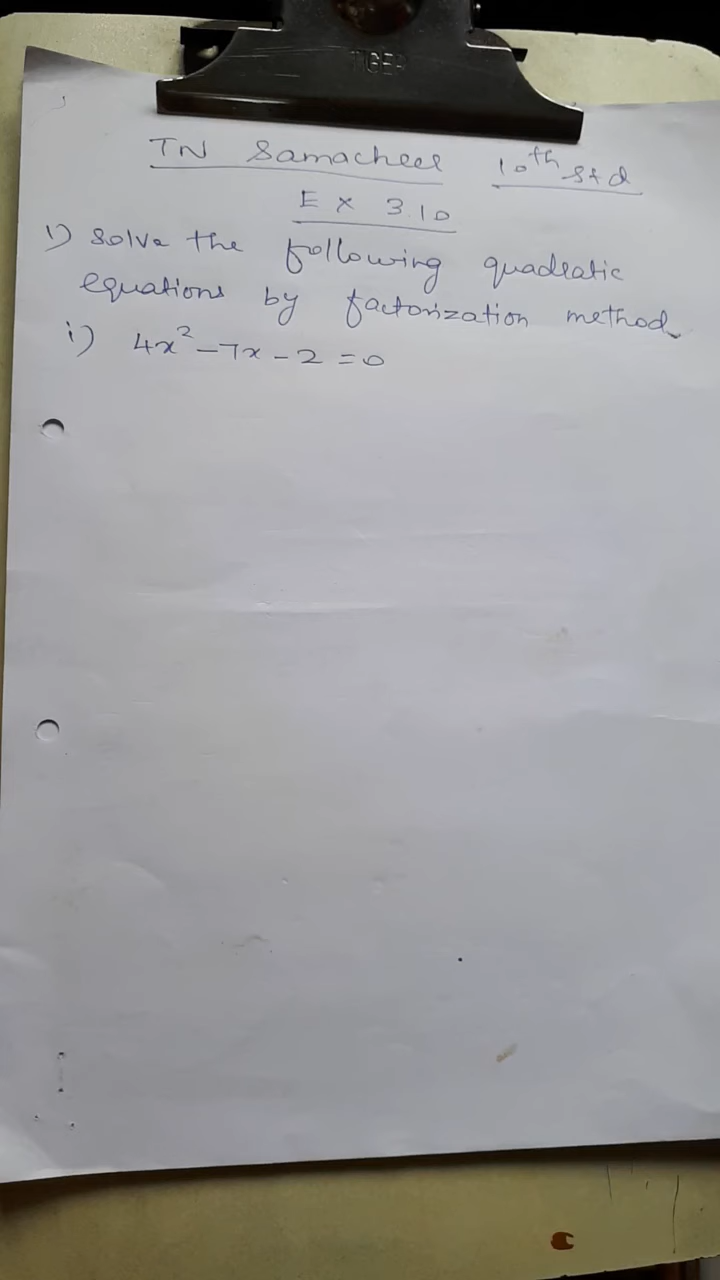 TIGER
TN Samacheer 10th std
Ex 3.10
1) solve the following quadratic
equations by factorization method
i) 4x² - 7x - 2 = 0